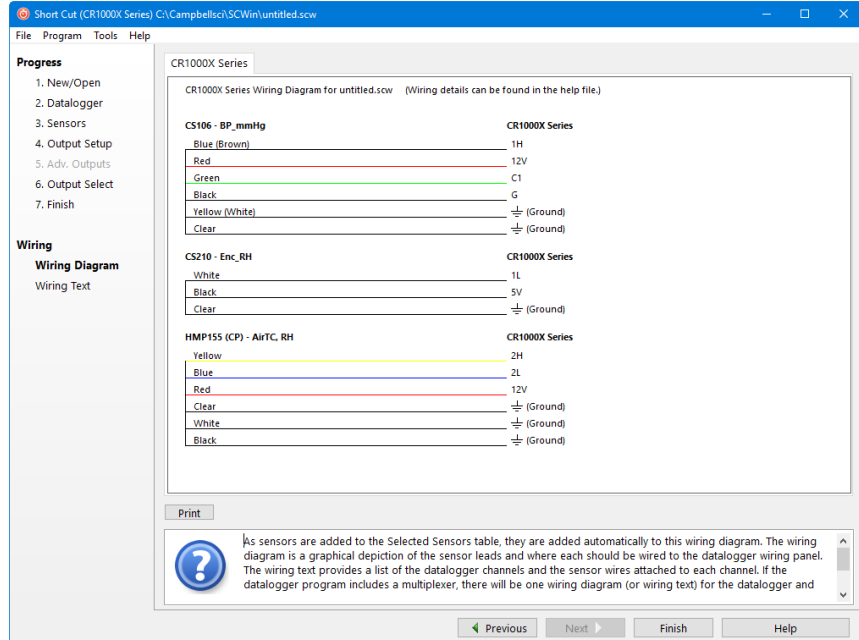 Short Cut (CR1000X Series) C:\Campbellsci\SCWin\untitled.scw
File Program Tools Help
Progress
1. New/Open
2. Datalogger
3. Sensors
4. Output Setup
5. Adv. Outputs
6. Output Select
7. Finish
Wiring
Wiring Diagram
Wiring Text
CR1000X Series
CR1000X Series Wiring Diagram for untitled.scw (Wiring details can be found in the help file.)
CS106 - BP_mmHg CR1000X Series
Blue (Brown) 1H
Red 12V
Green C1
Black G
Yellow (White) (Ground)
Clear (Ground)
CS210 - Enc_RH CR1000X Series
White 1L
Black 5V
Clear (Ground)
HMP155 (CP) - AirTC, RH CR1000X Series
Yellow 2H
Blue 2L
Red 12V
Clear (Ground)
White (Ground)
Black (Ground)
Print
As sensors are added to the Selected Sensors table, they are added automatically to this wiring diagram. The wiring
diagram is a graphical depiction of the sensor leads and where each should be wired to the datalogger wiring panel.
The wiring text provides a list of the datalogger channels and the sensor wires attached to each channel. If the
datalogger program includes a multiplexer, there will be one wiring diagram (or wiring text) for the datalogger and
Previous Next Finish Help